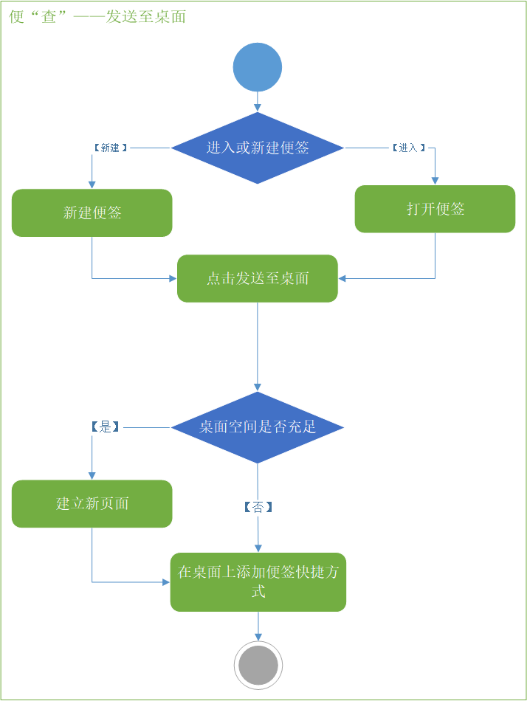 便“查”——发送至桌面
进入或新建便签
【新建】
【进入】
新建便签
打开便签
点击发送至桌面
桌面空间是否充足
【是】
建立新页面
【否】
在桌面上添加便签快捷方
式